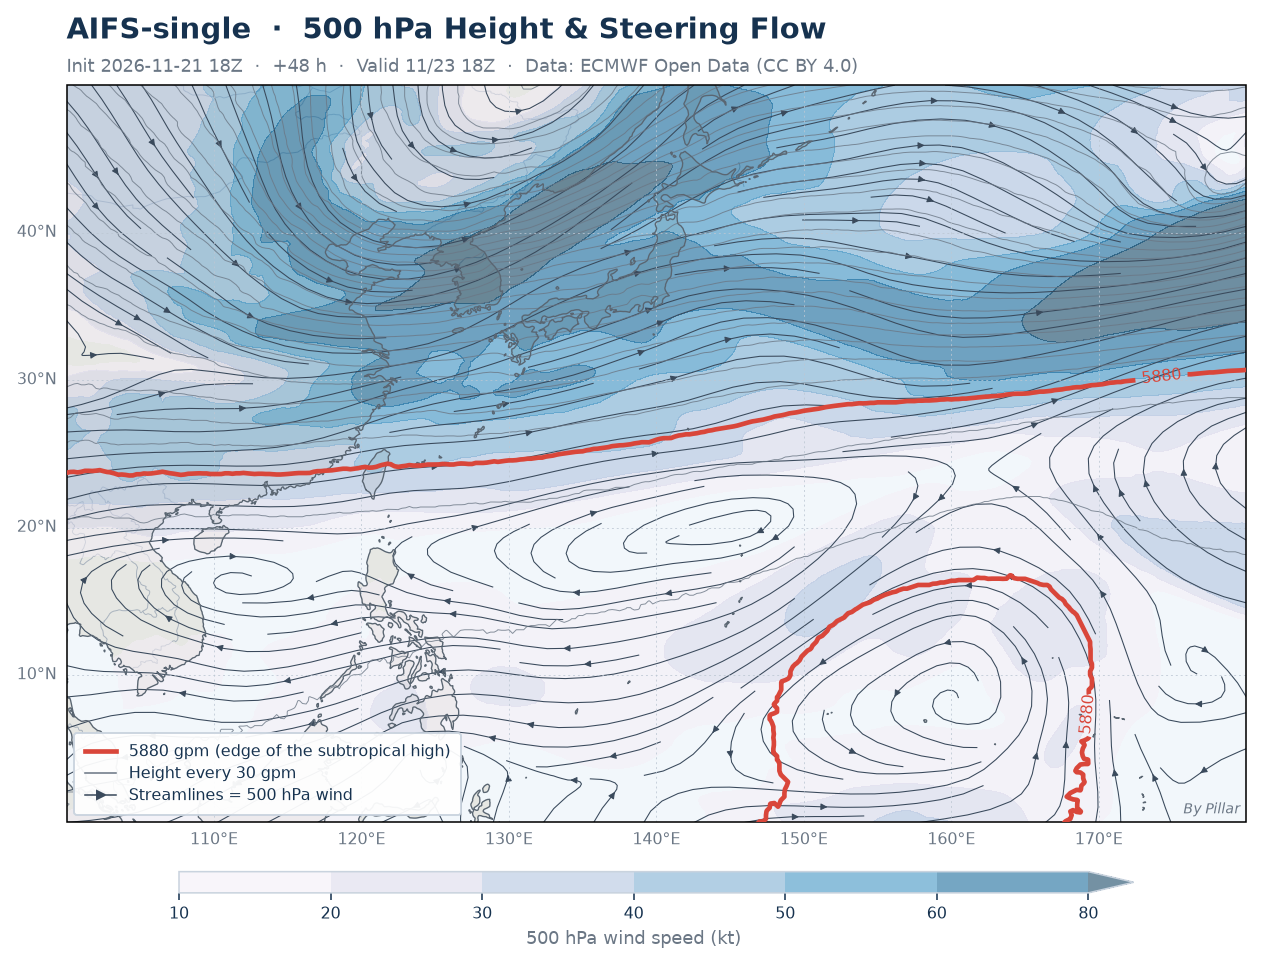 AIFS-single · 500 hPa Height & Steering Flow
Init 2026-11-21 18Z · +48 h · Valid 11/23 18Z · Data: ECMWF Open Data (CC BY 4.0)
40°N
30°N
20°N
10°N
5880
5880
5880 gpm (edge of the subtropical high)
Height every 30 gpm
Streamlines = 500 hPa wind
By Pillar
110°E 120°E 130°E 140°E 150°E 160°E 170°E
10 20 30 40 50 60 80
500 hPa wind speed (kt)